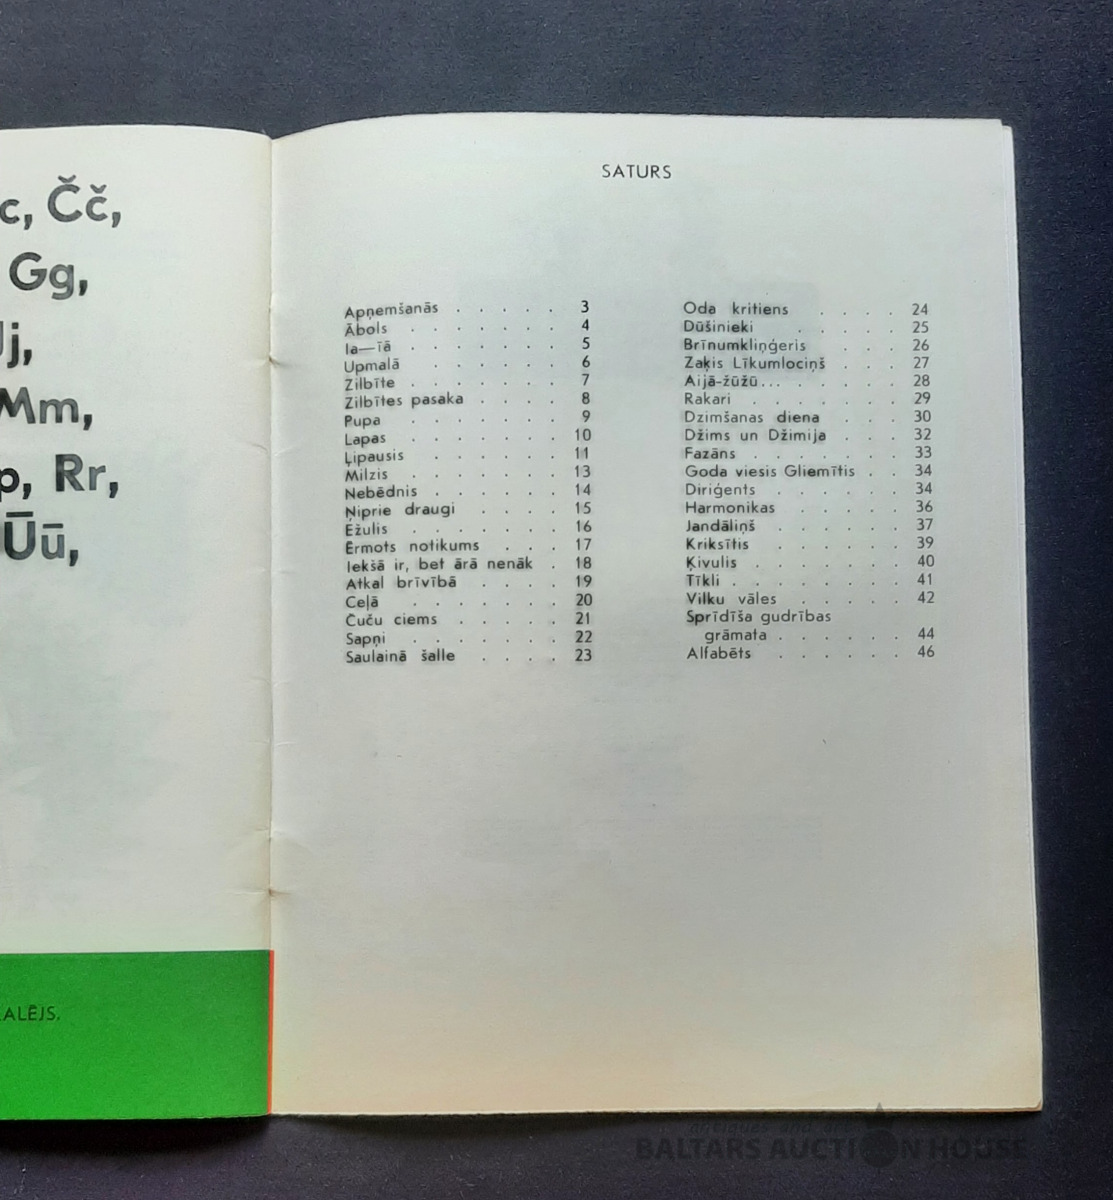 c, Čč,
Gg,
Jj,
Mm,
p, Rr,
Ūū,
ALĒJS.
SATURS
Apņemšanās . . . . . 3
Ābols . . . . . . . 4
Ia—īā . . . . . . . 5
Upmalā . . . . . . 6
Zilbīte . . . . . . . 7
Zilbītes pasaka . . . . 8
Pupa . . . . . . . 9
Lapas . . . . . . . 10
Ļipausis . . . . . . 11
Milzis . . . . . . . 13
Nebēdnis . . . . . . 14
Ņiprie draugi . . . . 15
Ežulis . . . . . . . 16
Ērmots notikums . . . 17
Iekšā ir, bet ārā nenāk . 18
Atkal brīvībā . . . . 19
Ceļā . . . . . . . 20
Čuču ciems . . . . . 21
Sapņi . . . . . . . 22
Saulainā šalle . . . . 23
Oda kritiens . . . . 24
Dūšinieki . . . . . 25
Brīnumkliņģeris . . . 26
Zaķis Līkumlociņš . . . 27
Aijā-žūžū... . . . . . 28
Rakari . . . . . . . 29
Dzimšanas diena . . . . 30
Džims un Džimija . . . 32
Fazāns . . . . . . . 33
Goda viesis Gliemītis . . 34
Diriģents . . . . . . 34
Harmonikas . . . . . 36
Jandāliņš . . . . . . 37
Kriksītis . . . . . . 39
Ķivulis . . . . . . . 40
Tīkli . . . . . . . . 41
Vilku vāles . . . . . 42
Sprīdīša gudrības
grāmata . . . . . . 44
Alfabēts . . . . . . 46
antiques and art
BALTARS AUCTION HOUSE